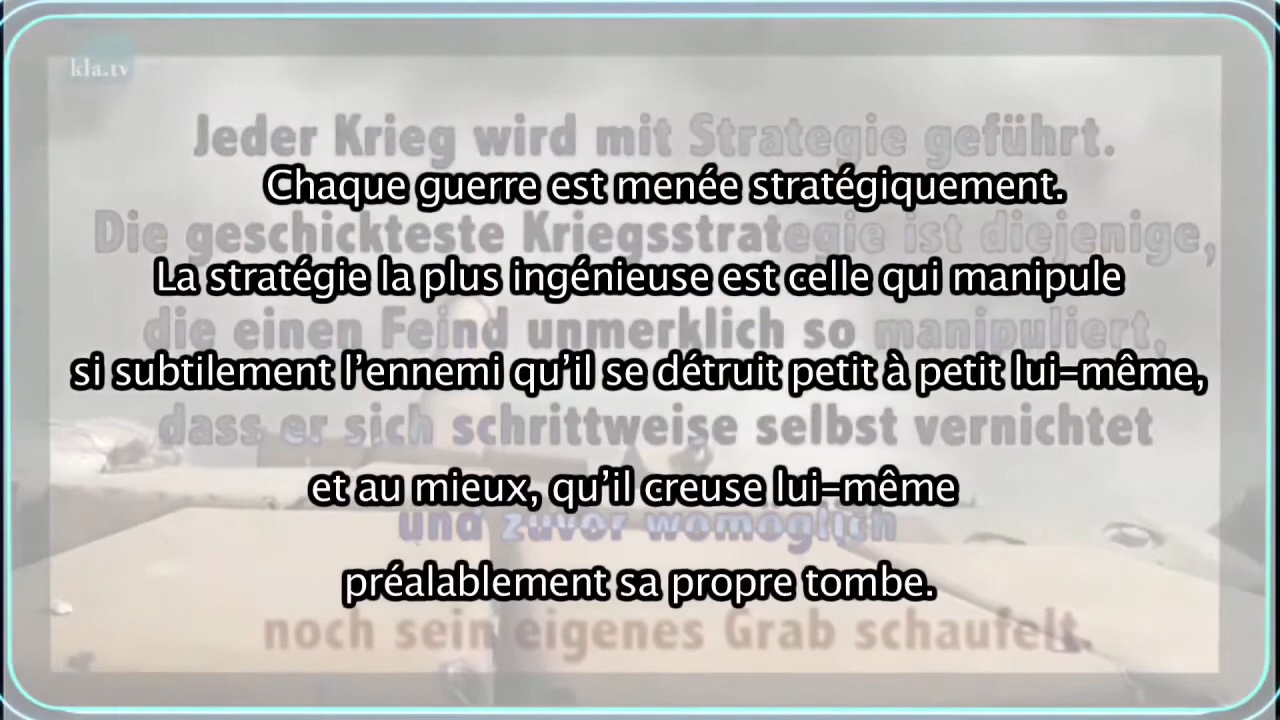 kla.tv
Jeder Krieg wird mit Strategie geführt.
Chaque guerre est menée stratégiquement.
Die geschickteste Kriegsstrategie ist diejenige,
La stratégie la plus ingénieuse est celle qui manipule
die einen Feind unmerklich so manipuliert,
si subtilement l’ennemi qu’il se détruit petit à petit lui-même,
dass er sich schrittweise selbst vernichtet
et au mieux, qu’il creuse lui-même
und zuvor womöglich
préalablement sa propre tombe.
noch sein eigenes Grab schaufelt.